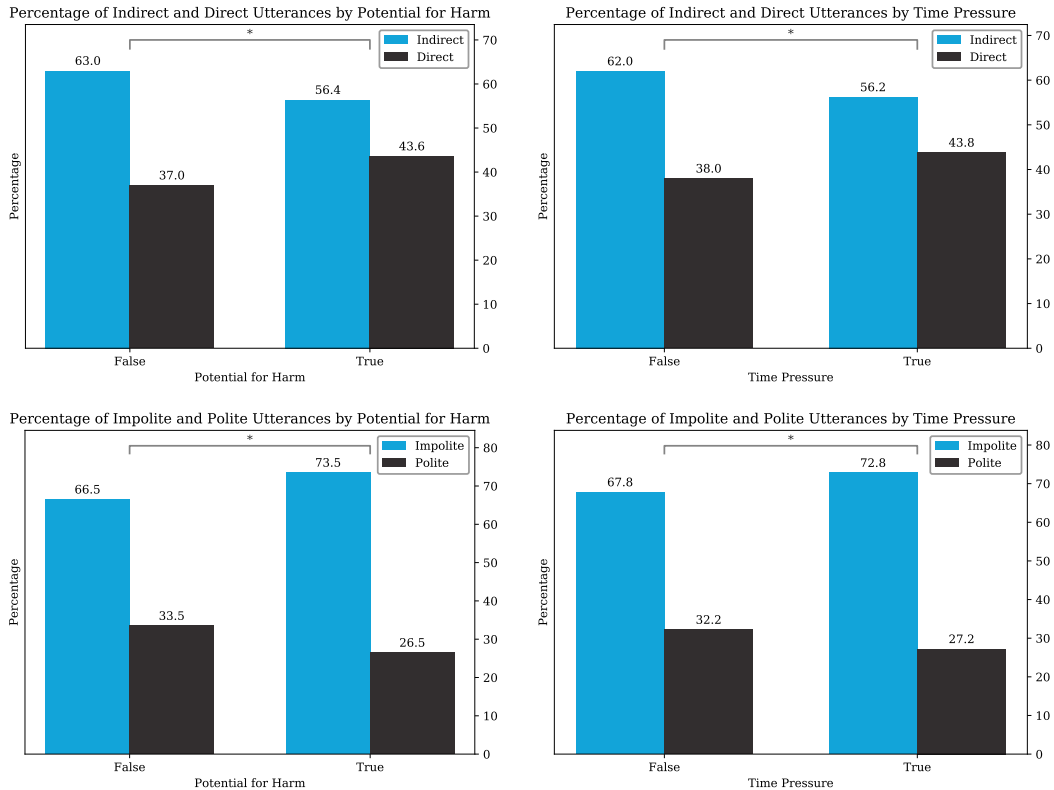 Percentage of Indirect and Direct Utterances by Potential for Harm
*
Indirect
Direct
63.0
37.0
56.4
43.6
Percentage
70
60
50
40
30
20
10
0
False
True
Potential for Harm
Percentage of Indirect and Direct Utterances by Time Pressure
*
Indirect
Direct
62.0
38.0
56.2
43.8
Percentage
70
60
50
40
30
20
10
0
False
True
Time Pressure
Percentage of Impolite and Polite Utterances by Potential for Harm
*
Impolite
Polite
66.5
33.5
73.5
26.5
Percentage
80
70
60
50
40
30
20
10
0
False
True
Potential for Harm
Percentage of Impolite and Polite Utterances by Time Pressure
*
Impolite
Polite
67.8
32.2
72.8
27.2
Percentage
80
70
60
50
40
30
20
10
0
False
True
Time Pressure